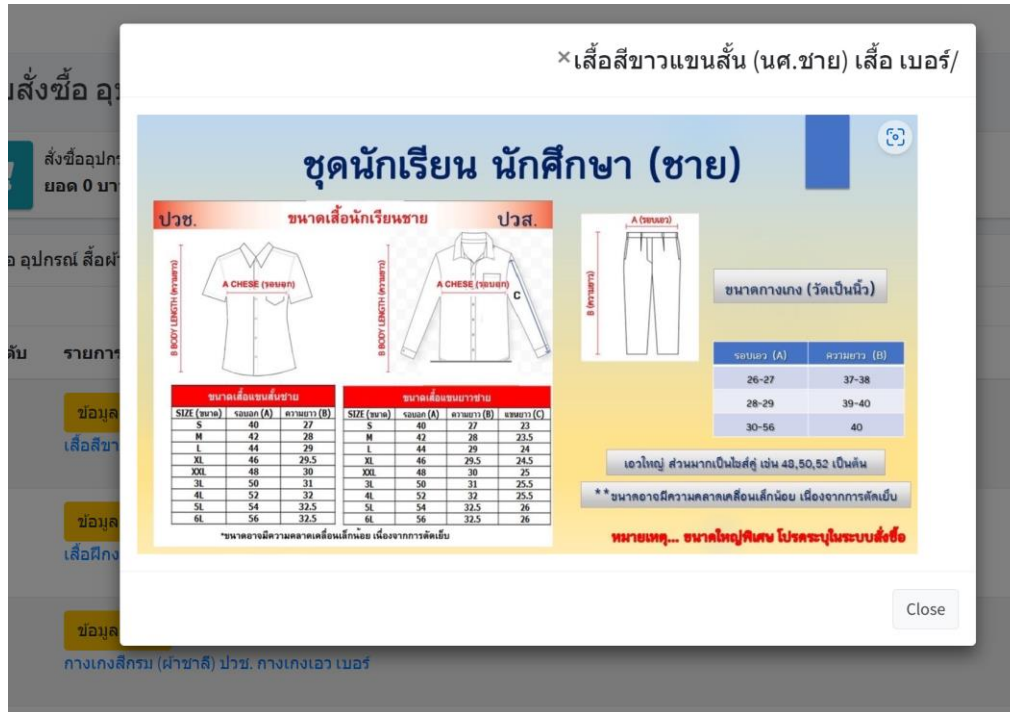 ×เสื้อสีขาวแขนสั้น (นศ.ชาย) เสื้อ เบอร์/
สั่งซื้อ
ยอด 0
รายการ
ข้อมูล
ข้อมูล
ข้อมูล
กางเกงสีกรม (ผ้าซาลี) ปวช. กางเกงเอว เบอร์
ชุดนักเรียน นักศึกษา (ชาย)
ปวช. ขนาดเสื้อนักเรียนชาย ปวส.
B BODY LENGTH (ความยาว)
A CHESE (รอบอก)
B BODY LENGTH (ความยาว)
A CHESE (รอบอก)
C
ขนาดเสื้อแขนสั้นชาย
SIZE (ขนาด) รอบอก (A) ความยาว (B)
S 40 27
M 42 28
L 44 29
XL 46 29.5
XXL 48 30
3L 50 31
4L 52 32
5L 54 32.5
6L 56 32.5
ขนาดเสื้อแขนยาวชาย
SIZE (ขนาด) รอบอก (A) ความยาว (B) แขนยาว (C)
S 40 27 23
M 42 28 23.5
L 44 29 24
XL 46 29.5 24.5
XXL 48 30 25
3L 50 31 25.5
4L 52 32 25.5
5L 54 32.5 26
6L 56 32.5 26
*ขนาดอาจมีความคลาดเคลื่อนเล็กน้อย เนื่องจากการตัดเย็บ
A (รอบเอว)
B (ความยาว)
ขนาดกางเกง (วัดเป็นนิ้ว)
รอบเอว (A) ความยาว (B)
26-27 37-38
28-29 39-40
30-56 40
เอวใหญ่ ส่วนมากเป็นไซส์คู่ เช่น 48,50,52 เป็นต้น
**ขนาดอาจมีความคลาดเคลื่อนเล็กน้อย เนื่องจากการตัดเย็บ
หมายเหตุ... ขนาดใหญ่พิเศษ โปรดระบุในระบบสั่งซื้อ
Close